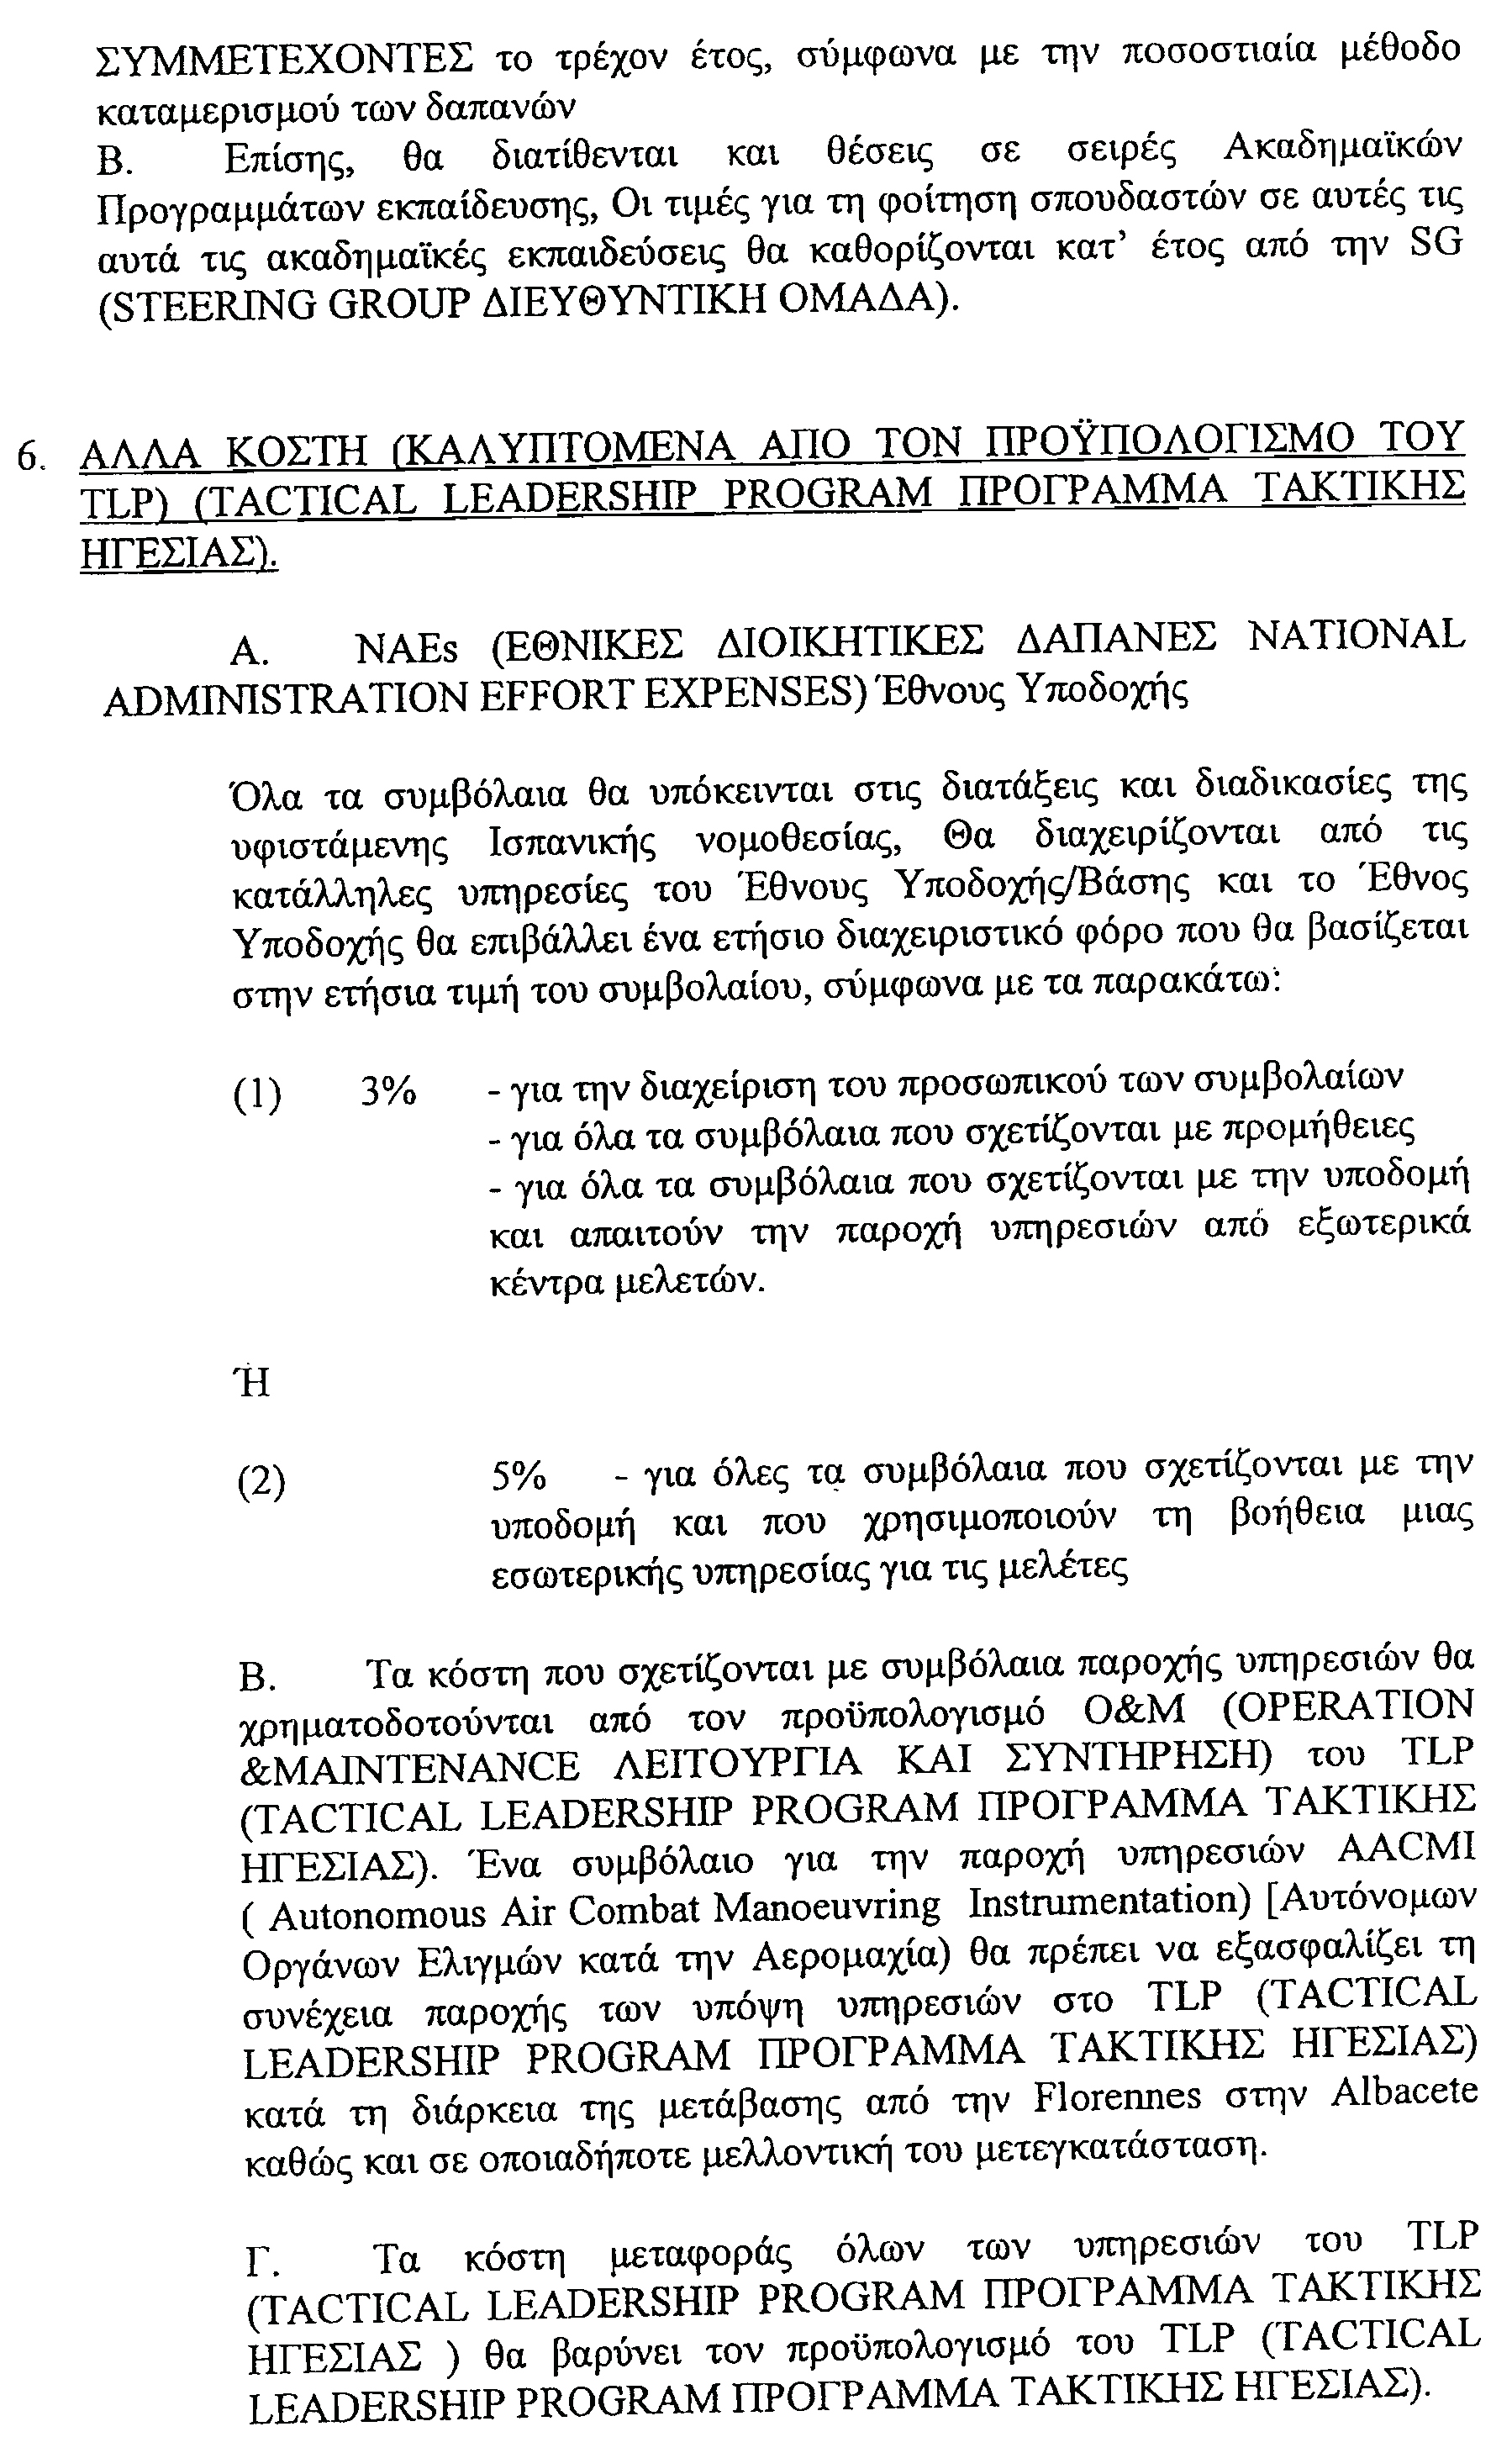 ΣΥΜΜΕΤΕΧΟΝΤΕΣ το τρέχον έτος, σύμφωνα με την ποσοστιαία μέθοδο
καταμερισμού των δαπανών
Β. Επίσης, θα διατίθενται και θέσεις σε σειρές Ακαδημαϊκών
Προγραμμάτων εκπαίδευσης, Οι τιμές για τη φοίτηση σπουδαστών σε αυτές τις
αυτά τις ακαδημαϊκές εκπαιδεύσεις θα καθορίζονται κατ’ έτος από την SG
(STEERING GROUP ΔΙΕΥΘΥΝΤΙΚΗ ΟΜΑΔΑ).
6. ΑΛΛΑ ΚΟΣΤΗ (ΚΑΛΥΠΤΟΜΕΝΑ ΑΠΟ ΤΟΝ ΠΡΟΫΠΟΛΟΓΙΣΜΟ ΤΟΥ
TLP) (TACTICAL LEADERSHIP PROGRAM ΠΡΟΓΡΑΜΜΑ ΤΑΚΤΙΚΗΣ
ΗΓΕΣΙΑΣ).
Α. NAEs (ΕΘΝΙΚΕΣ ΔΙΟΙΚΗΤΙΚΕΣ ΔΑΠΑΝΕΣ NATIONAL
ADMINISTRATION EFFORT EXPENSES) Έθνους Υποδοχής
Όλα τα συμβόλαια θα υπόκεινται στις διατάξεις και διαδικασίες της
υφιστάμενης Ισπανικής νομοθεσίας, Θα διαχειρίζονται από τις
κατάλληλες υπηρεσίες του Έθνους Υποδοχής/Βάσης και το Έθνος
Υποδοχής θα επιβάλλει ένα ετήσιο διαχειριστικό φόρο που θα βασίζεται
στην ετήσια τιμή του συμβολαίου, σύμφωνα με τα παρακάτω:
(1) 3% - για την διαχείριση του προσωπικού των συμβολαίων
- για όλα τα συμβόλαια που σχετίζονται με προμήθειες
- για όλα τα συμβόλαια που σχετίζονται με την υποδομή
και απαιτούν την παροχή υπηρεσιών από εξωτερικά
κέντρα μελετών.
Ή
(2) 5% - για όλες τα συμβόλαια που σχετίζονται με την
υποδομή και που χρησιμοποιούν τη βοήθεια μιας
εσωτερικής υπηρεσίας για τις μελέτες
Β. Τα κόστη που σχετίζονται με συμβόλαια παροχής υπηρεσιών θα
χρηματοδοτούνται από τον προϋπολογισμό O&M (OPERATION
&MAINTENANCE ΛΕΙΤΟΥΡΓΙΑ ΚΑΙ ΣΥΝΤΗΡΗΣΗ) του TLP
(TACTICAL LEADERSHIP PROGRAM ΠΡΟΓΡΑΜΜΑ ΤΑΚΤΙΚΗΣ
ΗΓΕΣΙΑΣ). Ένα συμβόλαιο για την παροχή υπηρεσιών AACMI
( Autonomous Air Combat Manoeuvring Instrumentation) [Αυτόνομων
Οργάνων Ελιγμών κατά την Αερομαχία) θα πρέπει να εξασφαλίζει τη
συνέχεια παροχής των υπόψη υπηρεσιών στο TLP (TACTICAL
LEADERSHIP PROGRAM ΠΡΟΓΡΑΜΜΑ ΤΑΚΤΙΚΗΣ ΗΓΕΣΙΑΣ)
κατά τη διάρκεια της μετάβασης από την Florennes στην Albacete
καθώς και σε οποιαδήποτε μελλοντική του μετεγκατάσταση.
Γ. Τα κόστη μεταφοράς όλων των υπηρεσιών του TLP
(TACTICAL LEADERSHIP PROGRAM ΠΡΟΓΡΑΜΜΑ ΤΑΚΤΙΚΗΣ
ΗΓΕΣΙΑΣ ) θα βαρύνει τον προϋπολογισμό του TLP (TACTICAL
LEADERSHIP PROGRAM ΠΡΟΓΡΑΜΜΑ ΤΑΚΤΙΚΗΣ ΗΓΕΣΙΑΣ).